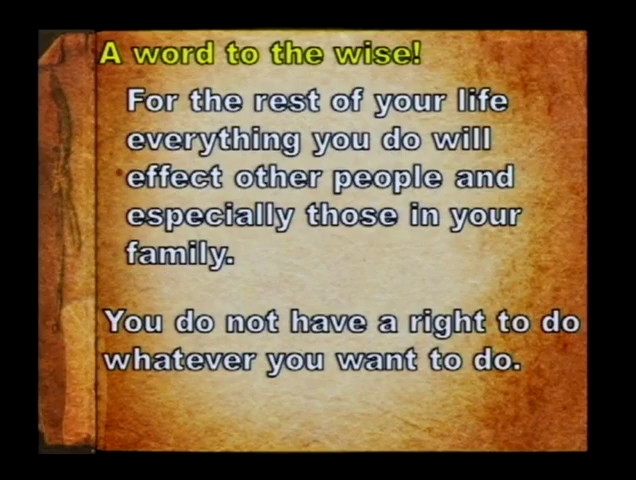 A word to the wise!
For the rest of your life
everything you do will
effect other people and
especially those in your
family.
You do not have a right to do
whatever you want to do.